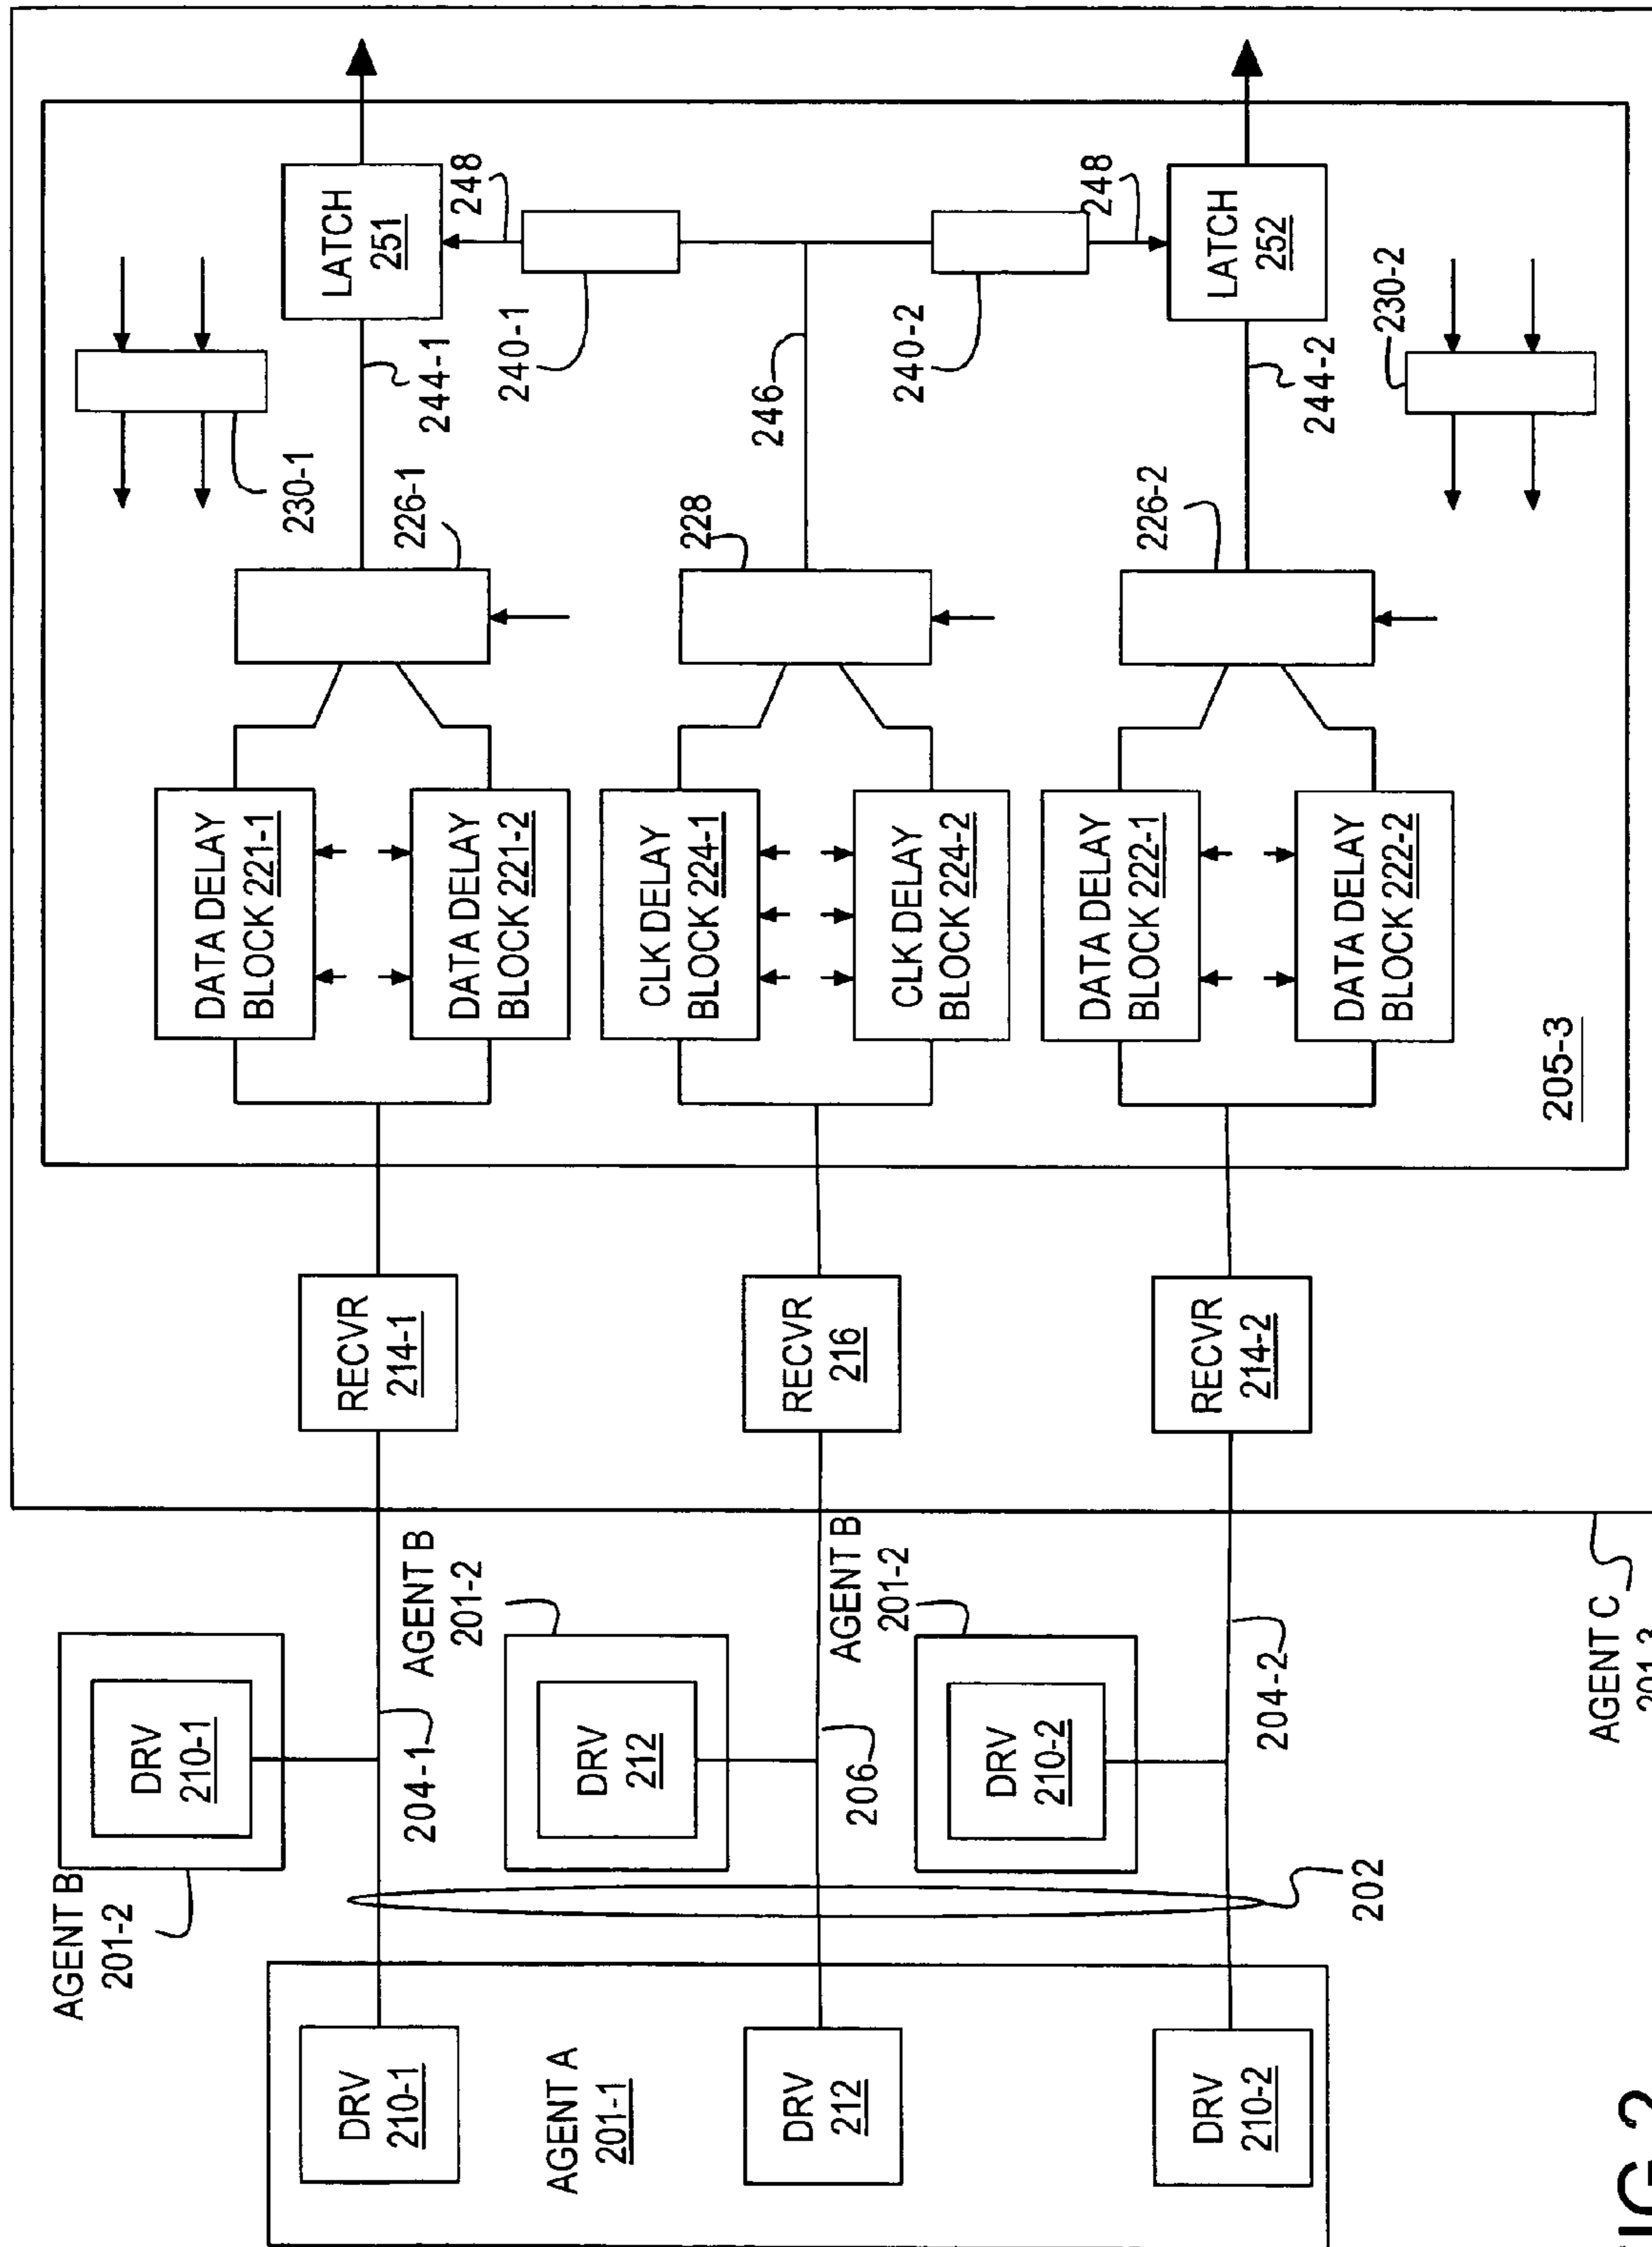 AGENT B
201-2
DRV
210-1
204-1
AGENT B
201-2
DRV
212
206
AGENT B
201-2
DRV
210-2
204-2
202
DRV
210-1
AGENT A
201-1
DRV
212
DRV
210-2
RECVR
214-1
RECVR
216
RECVR
214-2
DATA DELAY
BLOCK 221-1
DATA DELAY
BLOCK 221-2
CLK DELAY
BLOCK 224-1
CLK DELAY
BLOCK 224-2
DATA DELAY
BLOCK 222-1
DATA DELAY
BLOCK 222-2
226-1
228
226-2
230-1
244-1
246
244-2
230-2
240-1
240-2
LATCH
251
248
248
LATCH
252
205-3
AGENT C
201-3